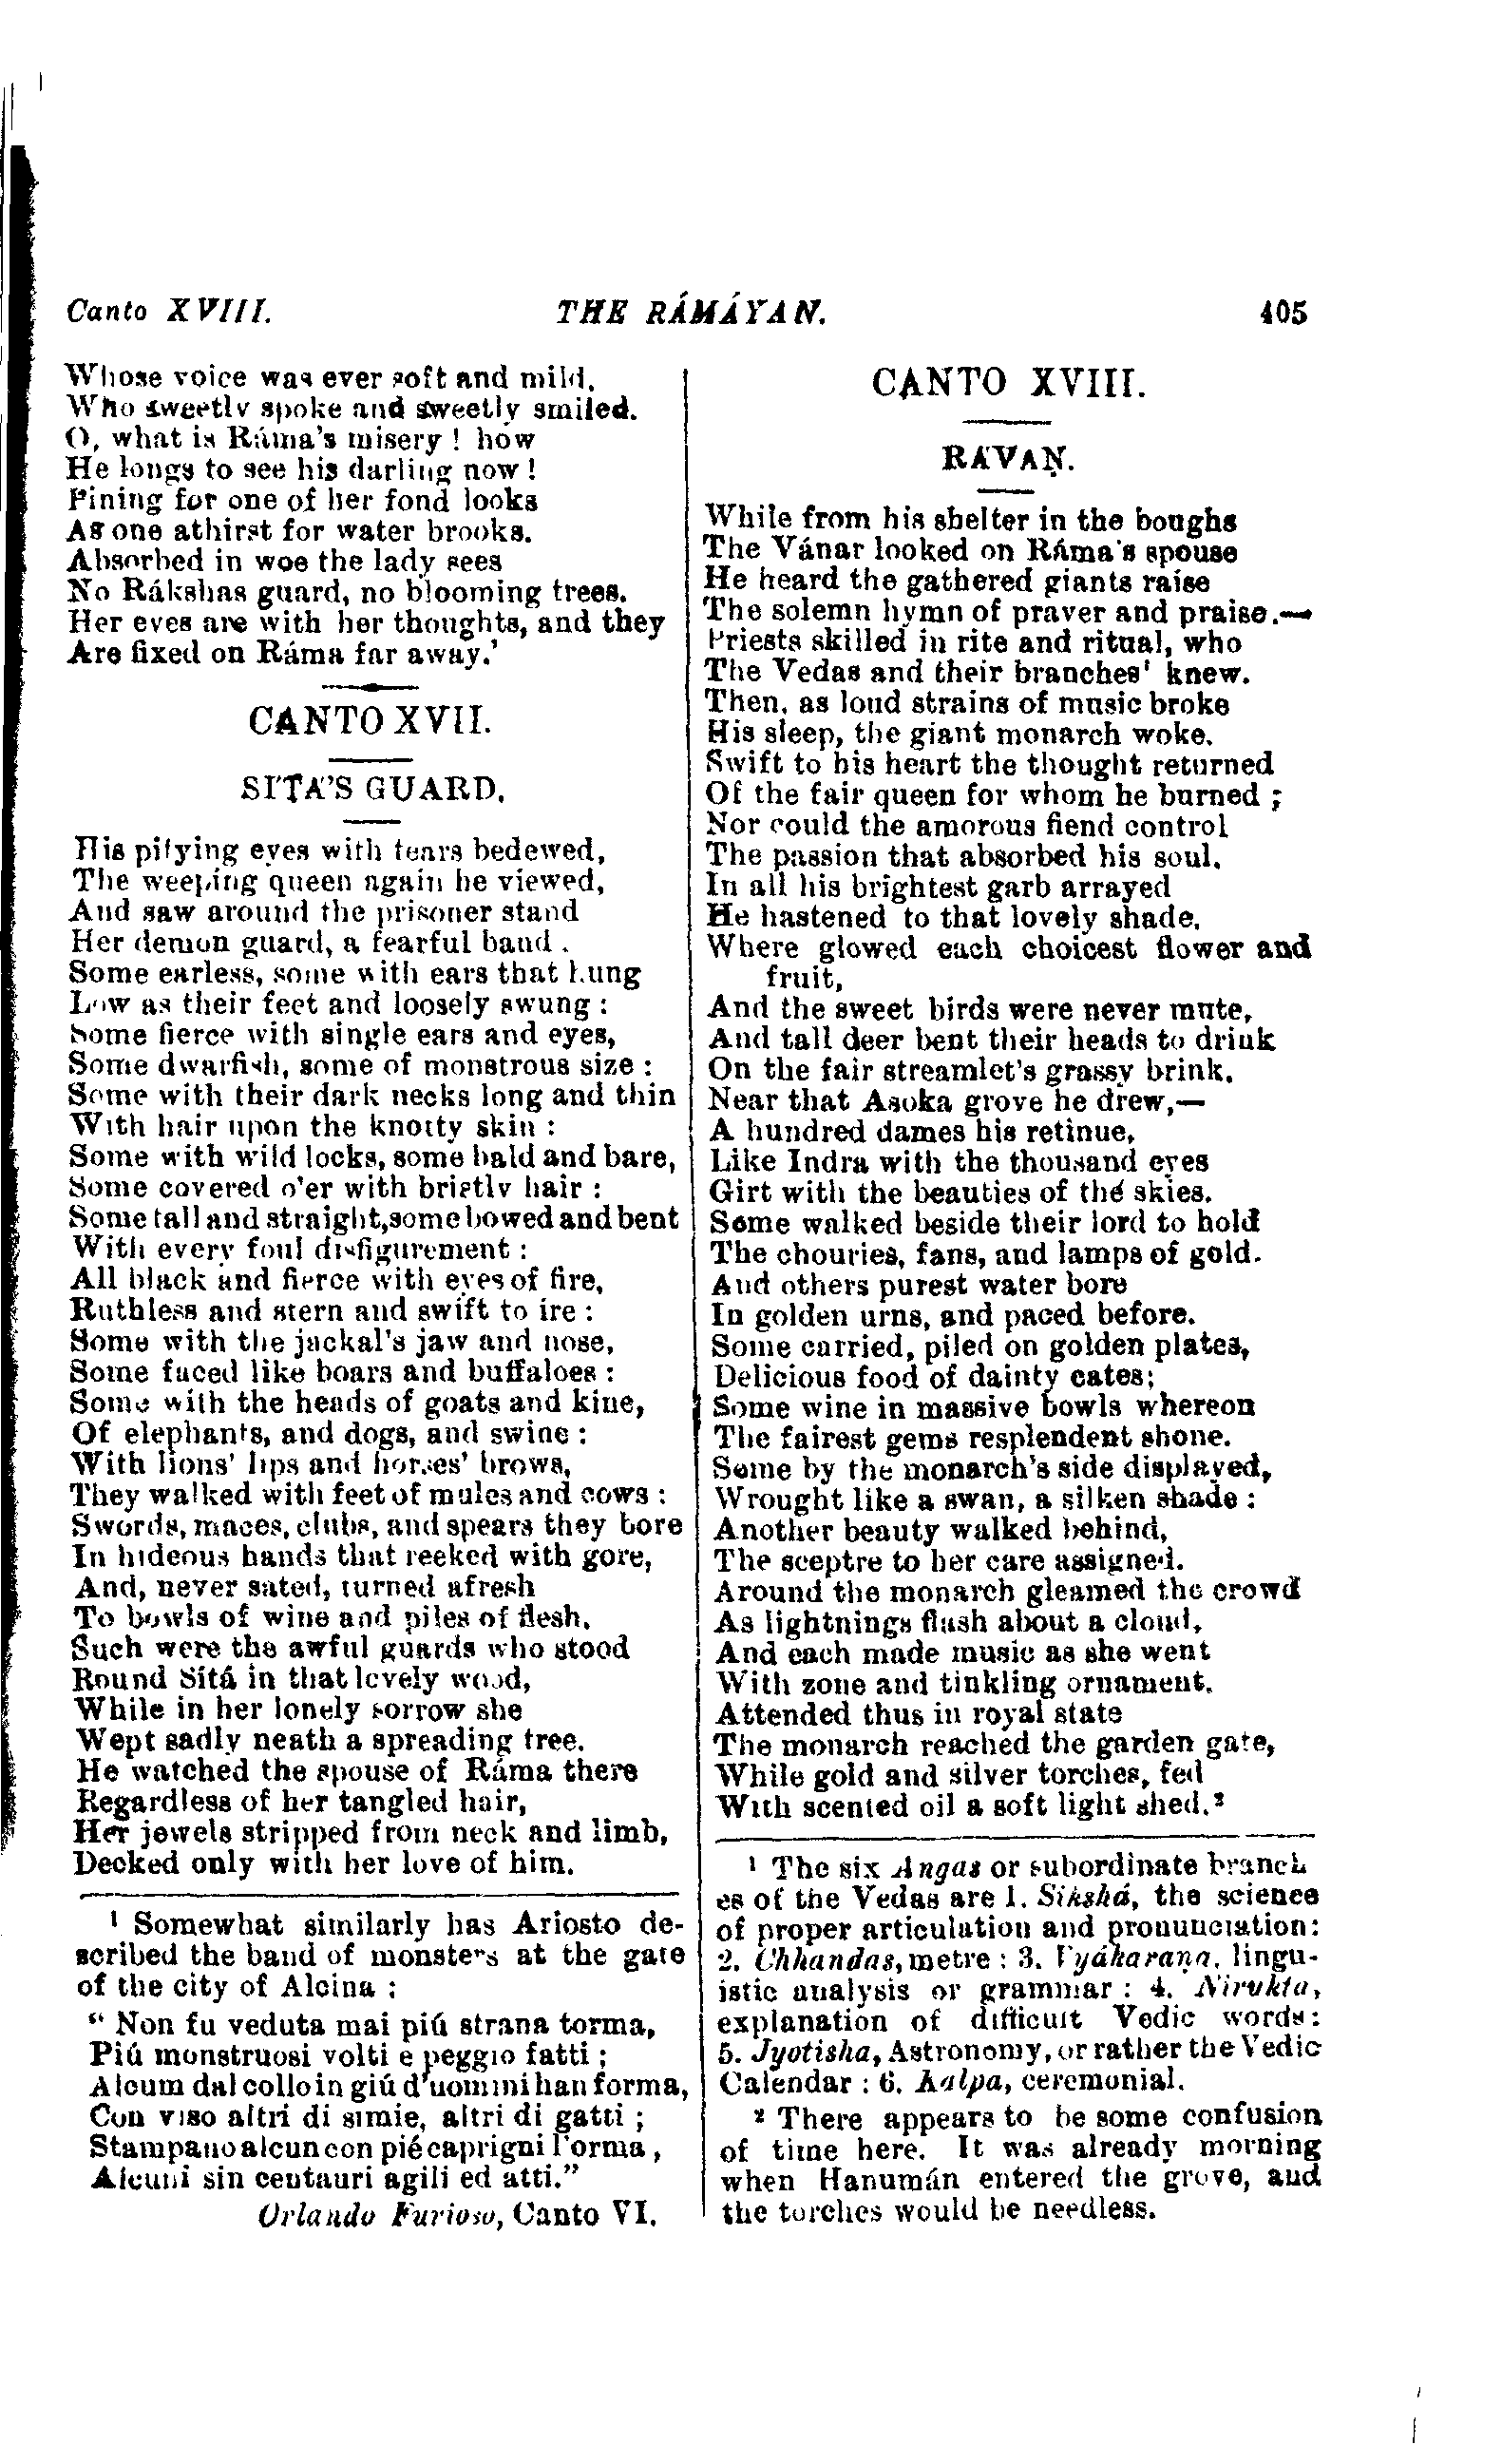 Canto XVIII.
THE RÁMÁYAN.
405
Whose voice was ever soft and mild.
Who sweetly spoke and sweetly smiled.
O, what is Ráma's misery ! how
He longs to see his darling now !
Pining for one of her fond looks
As one athirst for water brooks.
Absorbed in woe the lady sees
No Rákshas guard, no blooming trees.
Her eyes are with her thoughts, and they
Are fixed on Ráma far away.'
CANTO XVII.
SÍTÁ'S GUARD.
His pitying eyes with tears bedewed,
The weeping queen again he viewed,
And saw around the prisoner stand
Her demon guard, a fearful band.
Some earless, some with ears that hung
Low as their feet and loosely swung :
Some fierce with single ears and eyes,
Some dwarfish, some of monstrous size :
Some with their dark necks long and thin
With hair upon the knotty skin :
Some with wild locks, some bald and bare,
Some covered o'er with bristly hair :
Some tall and straight, some bowed and bent
With every foul disfigurement :
All black and fierce with eyes of fire,
Ruthless and stern and swift to ire :
Some with the jackal's jaw and nose,
Some faced like boars and buffaloes :
Some with the heads of goats and kine,
Of elephants, and dogs, and swine :
With lions' lips and horses' brows,
They walked with feet of mules and cows :
Swords, maces, clubs, and spears they bore
In hideous hands that reeked with gore,
And, never sated, turned afresh
To bowls of wine and piles of flesh.
Such were the awful guards who stood
Round Sítá in that lovely wood,
While in her lonely sorrow she
Wept sadly neath a spreading tree.
He watched the spouse of Ráma there
Regardless of her tangled hair,
Her jewels stripped from neck and limb,
Decked only with her love of him.
¹ Somewhat similarly has Ariosto de-
scribed the band of monsters at the gate
of the city of Alcina :
“ Non fu veduta mai piú strana torma,
Piú monstruosi volti e peggio fatti ;
Alcum dal collo in giú d'uomini han forma,
Con viso altri di simie, altri di gatti ;
Stampano alcun con pié caprigni l'orma ,
Alcuni sin centauri agili ed atti.”
Orlando Furioso, Canto VI.
CANTO XVIII.
RÁVAṆ.
While from his shelter in the boughs
The Vánar looked on Ráma's spouse
He heard the gathered giants raise
The solemn hymn of prayer and praise.—
Priests skilled in rite and ritual, who
The Vedas and their branches¹ knew.
Then, as loud strains of music broke
His sleep, the giant monarch woke.
Swift to his heart the thought returned
Of the fair queen for whom he burned ;
Nor could the amorous fiend control
The passion that absorbed his soul.
In all his brightest garb arrayed
He hastened to that lovely shade,
Where glowed each choicest flower and
fruit,
And the sweet birds were never mute,
And tall deer bent their heads to drink
On the fair streamlet's grassy brink.
Near that Asoka grove he drew,—
A hundred dames his retinue,
Like Indra with the thousand eyes
Girt with the beauties of the skies.
Some walked beside their lord to hold
The chouries, fans, and lamps of gold.
And others purest water bore
In golden urns, and paced before.
Some carried, piled on golden plates,
Delicious food of dainty cates;
Some wine in massive bowls whereon
The fairest gems resplendent shone.
Some by the monarch's side displayed,
Wrought like a swan, a silken shade :
Another beauty walked behind,
The sceptre to her care assigned.
Around the monarch gleamed the crowd
As lightnings flash about a cloud,
And each made music as she went
With zone and tinkling ornament.
Attended thus in royal state
The monarch reached the garden gate,
While gold and silver torches, fed
With scented oil a soft light shed.²
¹ The six Angas or subordinate branch
es of the Vedas are 1. Sikshá, the science
of proper articulation and pronunciation:
2. Chhandas, metre : 3. Vyákaraṇa, lingu-
istic analysis or grammar : 4. Nirukta,
explanation of difficult Vedic words:
5. Jyotisha, Astronomy, or rather the Vedic
Calendar : 6. Kalpa, ceremonial.
² There appears to be some confusion
of time here. It was already morning
when Hanumán entered the grove, and
the torches would be needless.